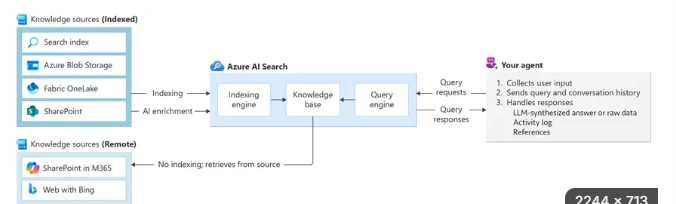 Knowledge sources (Indexed)
Search index
Azure Blob Storage
Fabric OneLake
SharePoint
Indexing
AI enrichment
Azure AI Search
Indexing
engine
Knowledge
base
Query
engine
Query
requests
Query
responses
Your agent
1. Collects user input
2. Sends query and conversation history
3. Handles responses
LLM-synthesized answer or raw data
Activity log
References
Knowledge sources (Remote)
SharePoint in M365
Web with Bing
No indexing; retrieves from source
2244 × 713